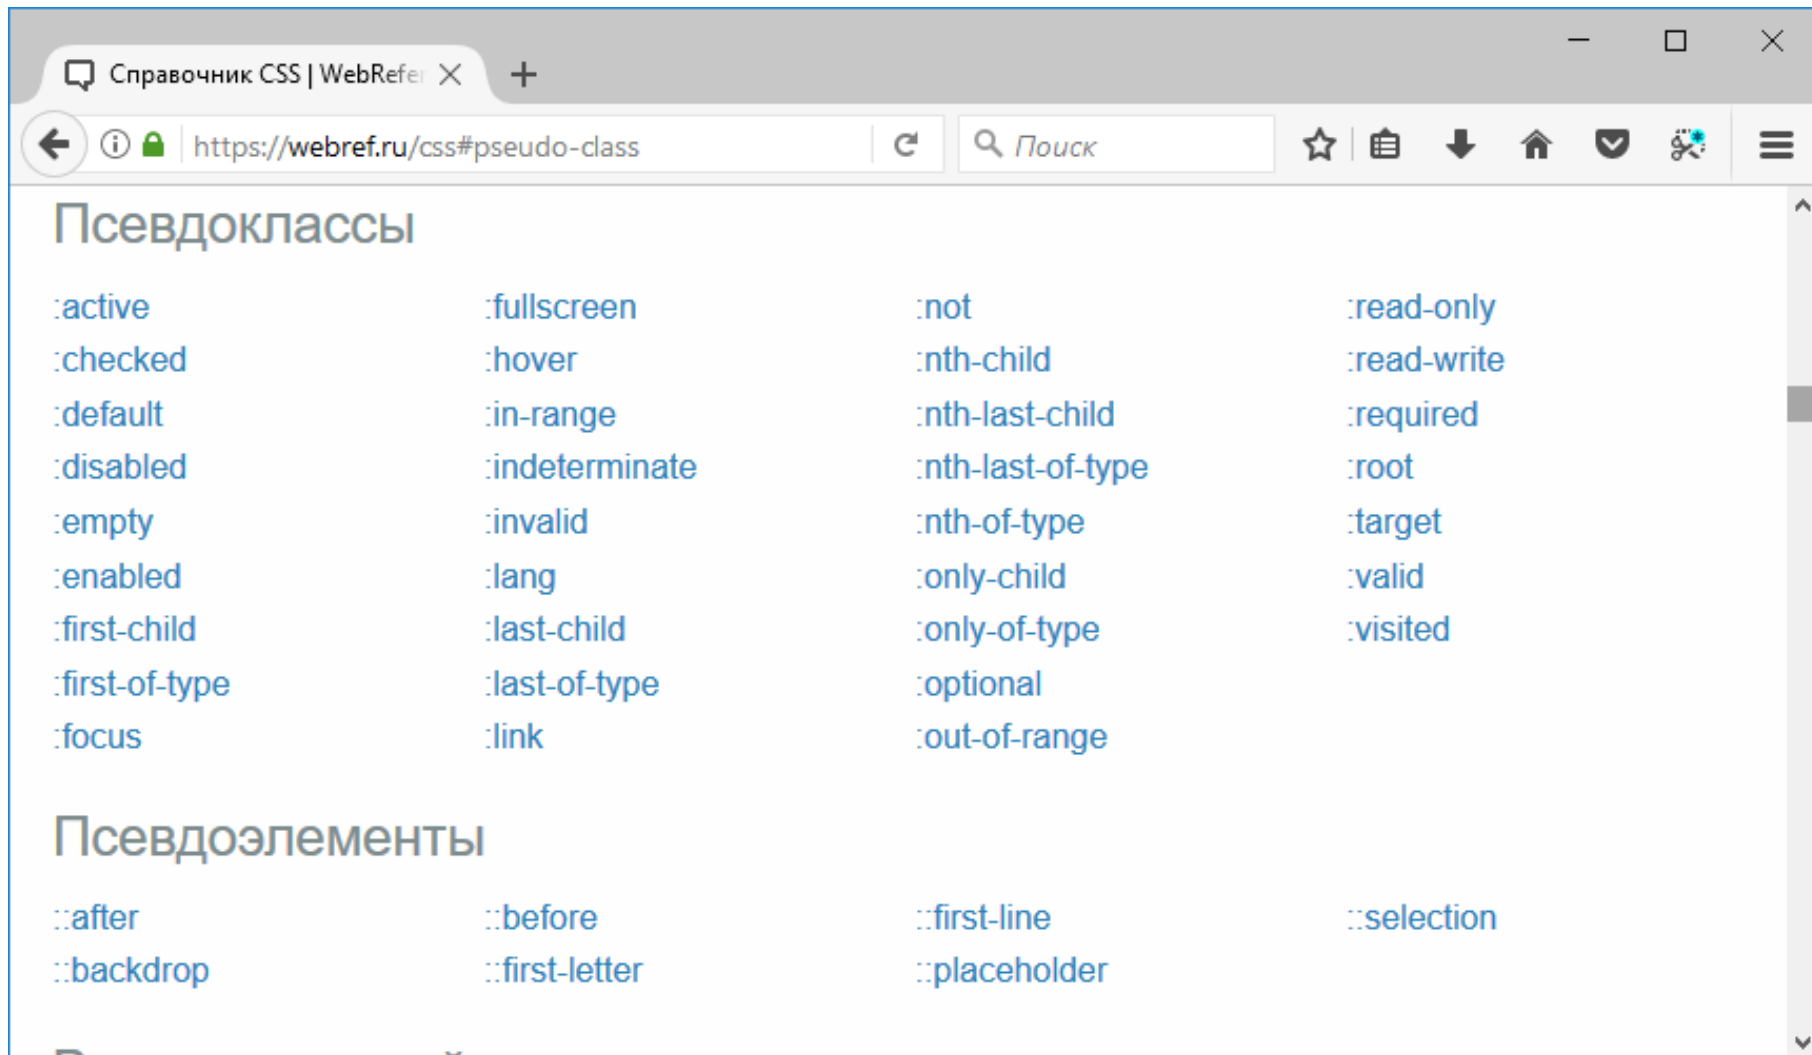 Справочник CSS | WebRefer
https://webref.ru/css#pseudo-class
Поиск
Псевдоклассы
:active
:checked
:default
:disabled
:empty
:enabled
:first-child
:first-of-type
:focus
:fullscreen
:hover
:in-range
:indeterminate
:invalid
:lang
:last-child
:last-of-type
:link
:not
:nth-child
:nth-last-child
:nth-last-of-type
:nth-of-type
:only-child
:only-of-type
:optional
:out-of-range
:read-only
:read-write
:required
:root
:target
:valid
:visited
Псевдоэлементы
::after
::backdrop
::before
::first-letter
::first-line
::placeholder
::selection